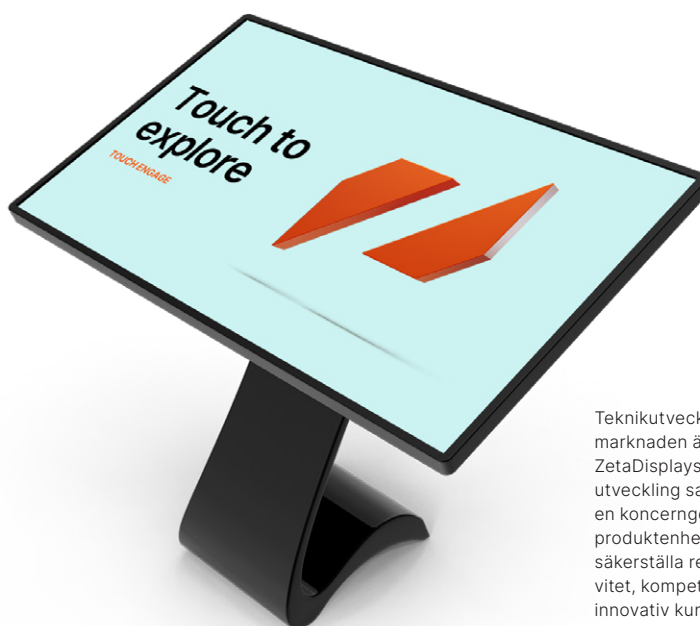 Touch to
explore
TOUCH ENGAGE
Teknikutveck
marknaden ä
ZetaDisplays
utveckling sa
en koncernge
produktenhe
säkerställa re
vitet, kompet
innovativ kun